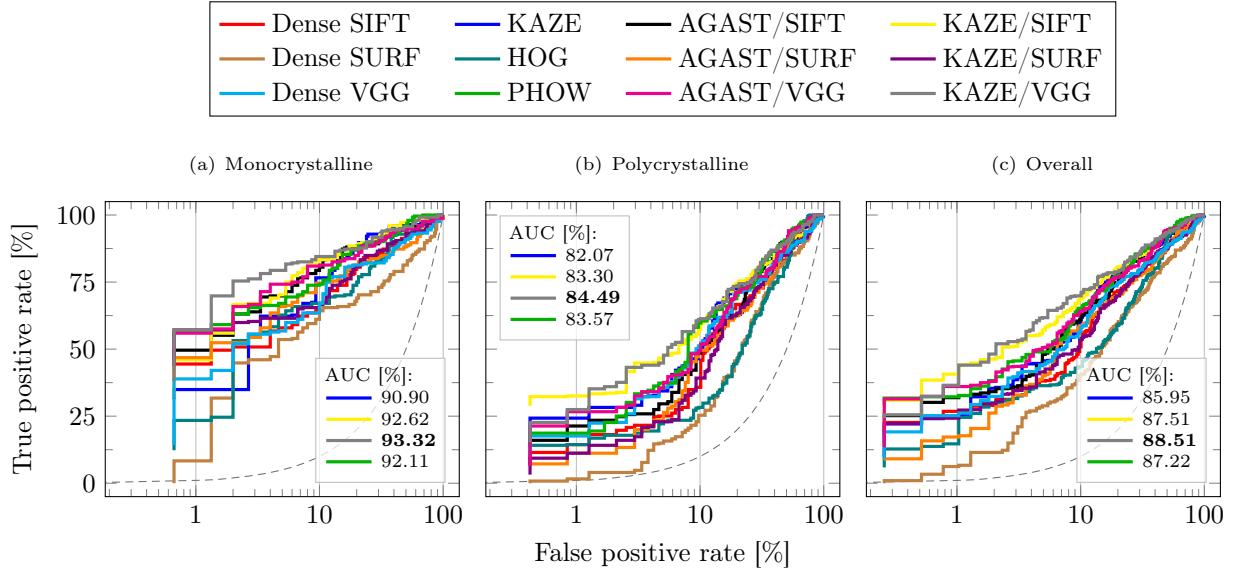 Dense SIFT KAZE AGAST/SIFT KAZE/SIFT
Dense SURF HOG AGAST/SURF KAZE/SURF
Dense VGG PHOW AGAST/VGG KAZE/VGG
(a) Monocrystalline (b) Polycrystalline (c) Overall
True positive rate [%]
100
75
50
25
0
AUC [%]:
90.90
92.62
93.32
92.11
1 10 100
AUC [%]:
82.07
83.30
84.49
83.57
1 10 100
AUC [%]:
85.95
87.51
88.51
87.22
1 10 100
False positive rate [%]